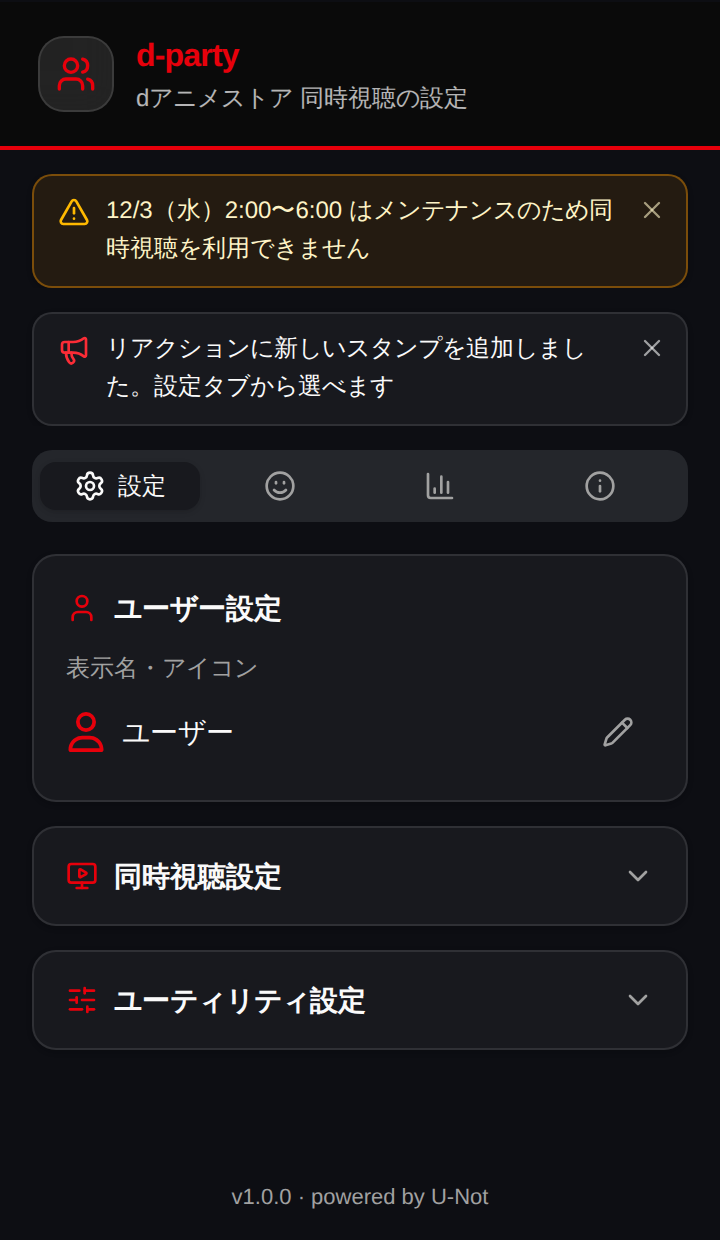 d-party
dアニメストア 同時視聴の設定
12/3（水）2:00〜6:00 はメンテナンスのため同
時視聴を利用できません
リアクションに新しいスタンプを追加しまし
た。設定タブから選べます
設定
ユーザー設定
表示名・アイコン
ユーザー
同時視聴設定
ユーティリティ設定
v1.0.0 · powered by U-Not